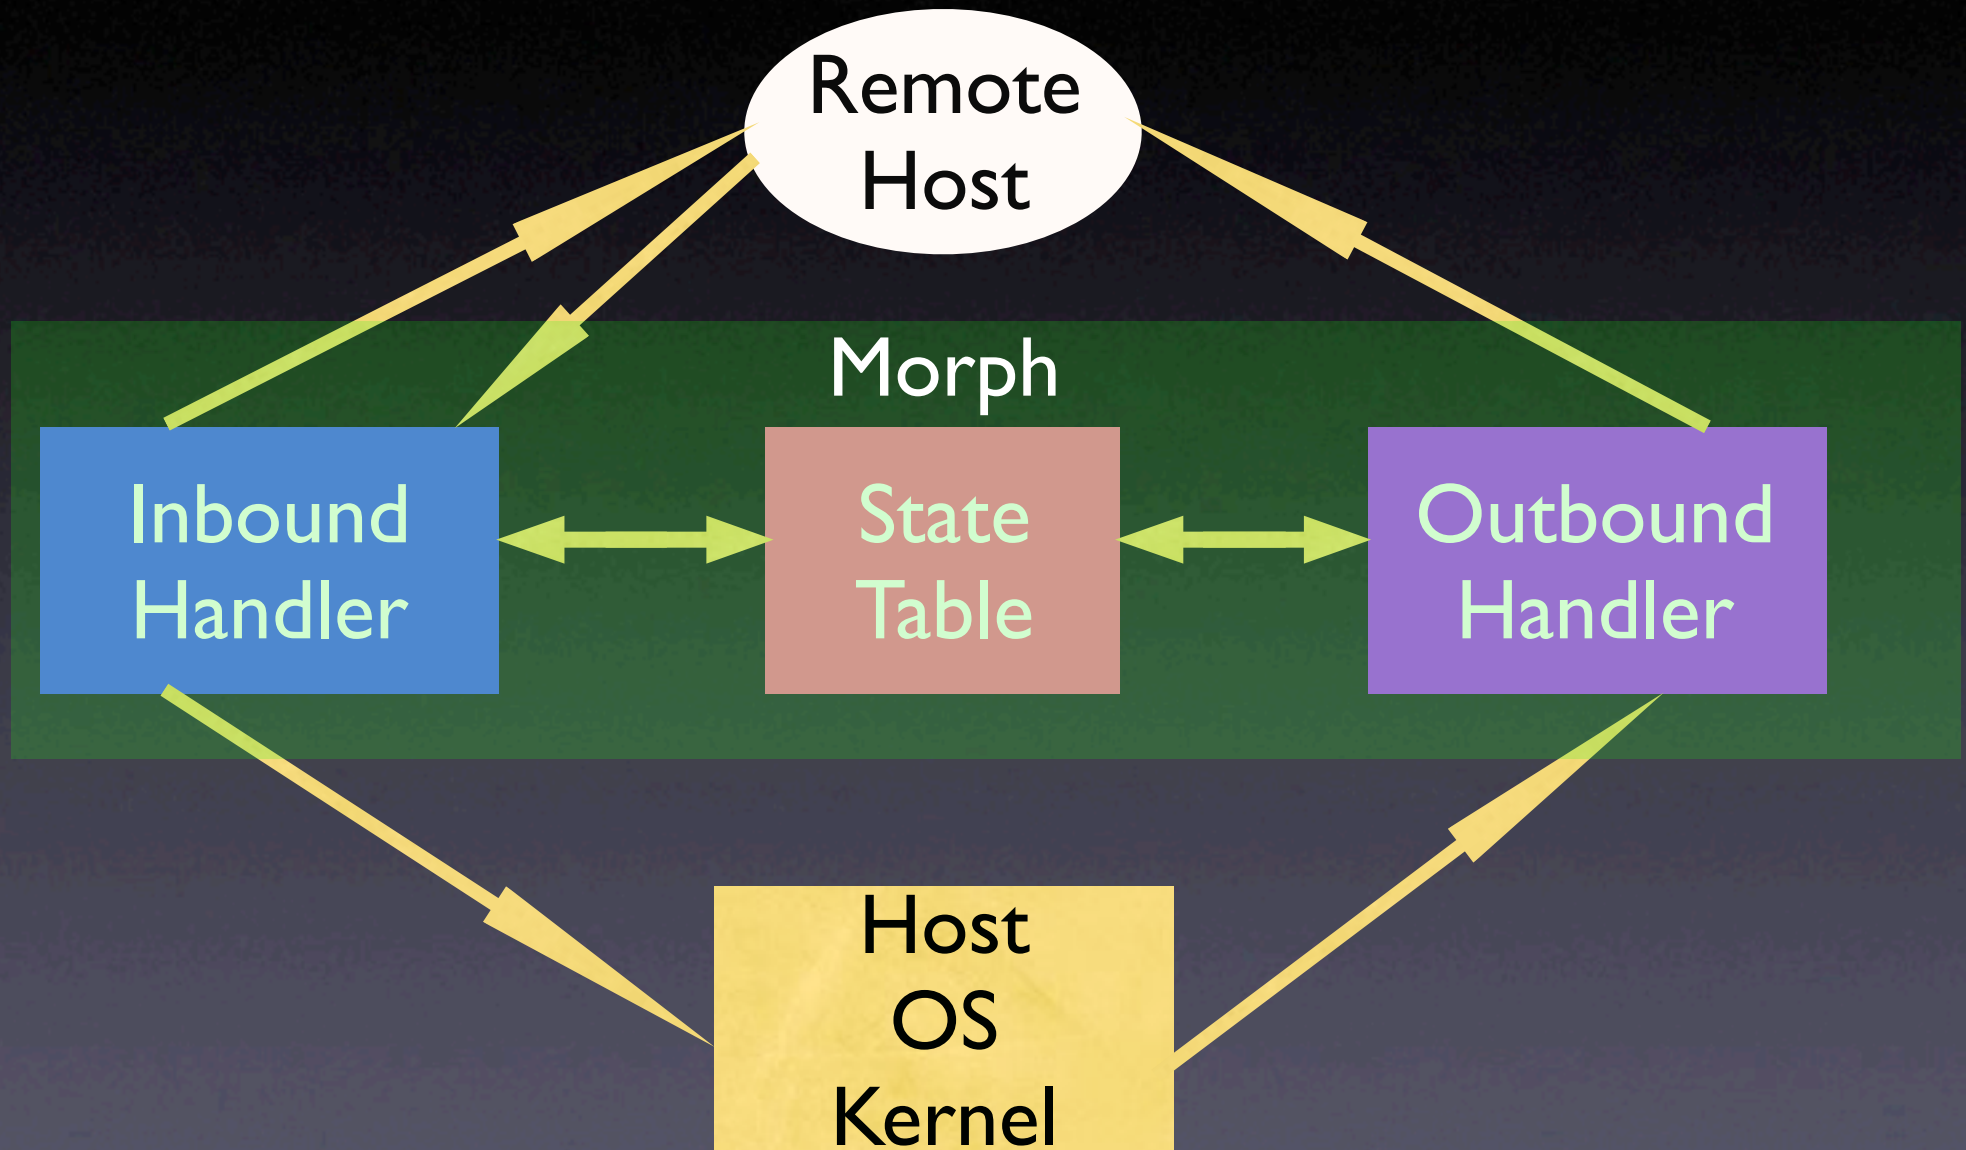 Remote
Host
Morph
Inbound
Handler
State
Table
Outbound
Handler
Host
OS
Kernel